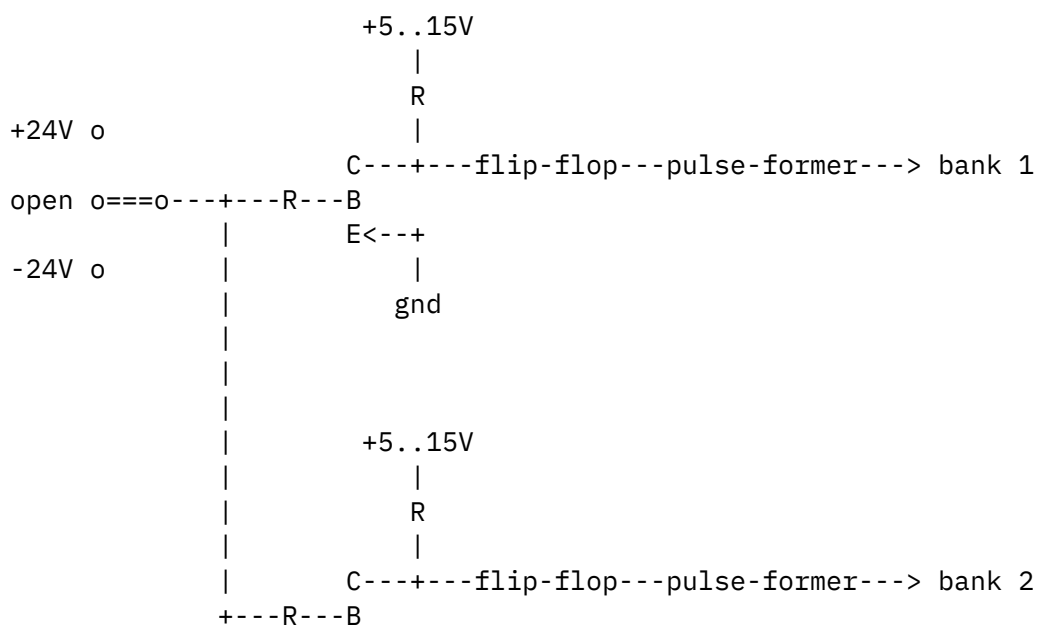 +5..15V
                       |
                       R
+24V o                 |
                   C---+---flip-flop---pulse-former---> bank 1
open o===o---+---R---B
             |     E<--+
-24V o       |         |
             |        gnd
             |
             |
             |
             |      +5..15V
             |         |
             |         R
             |         |
             |     C---+---flip-flop---pulse-former---> bank 2
             +---R---B